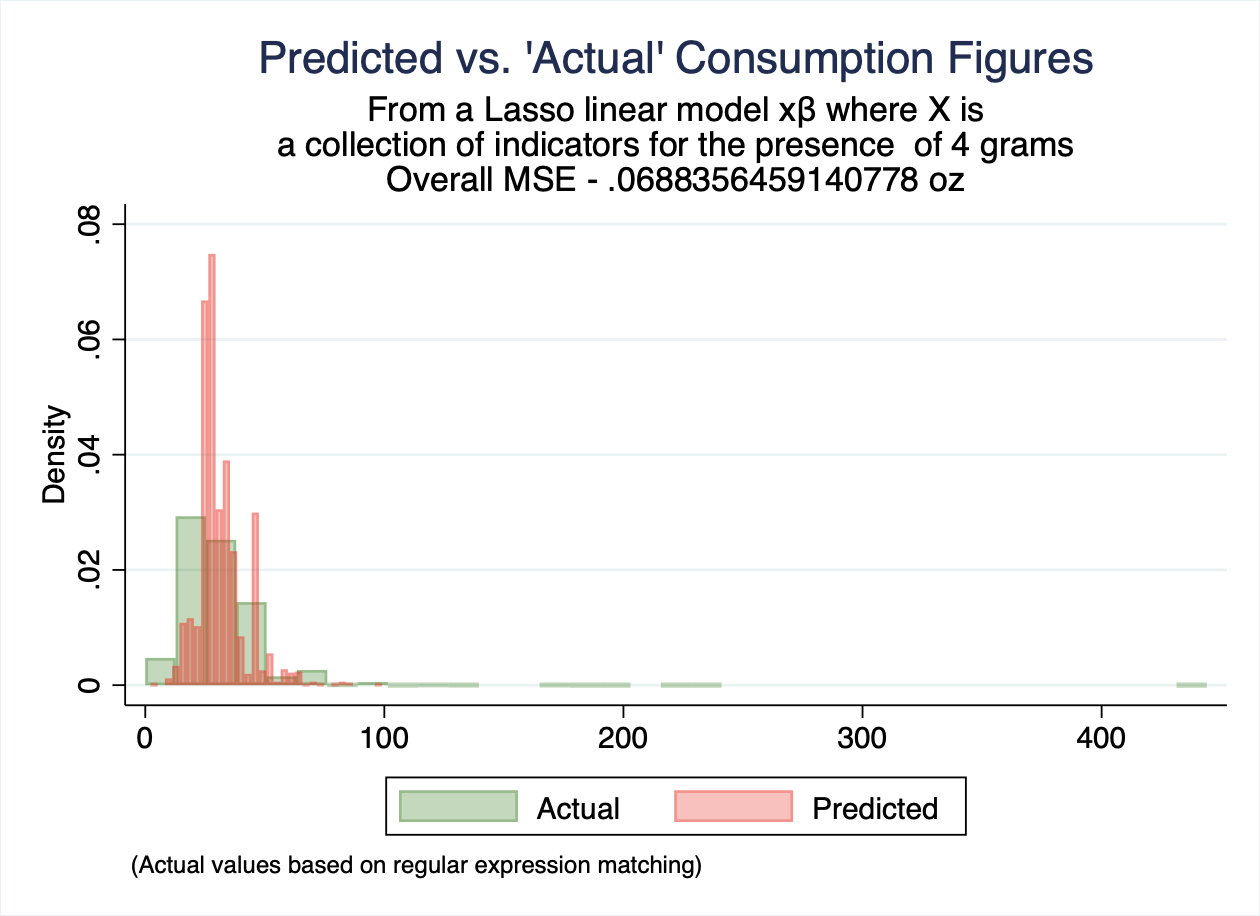 Predicted vs. 'Actual' Consumption Figures
From a Lasso linear model xβ where X is
a collection of indicators for the presence  of 4 grams
Overall MSE - .0688356459140778 oz
Density
.08
.06
.04
.02
0
0 100 200 300 400
Actual Predicted
(Actual values based on regular expression matching)